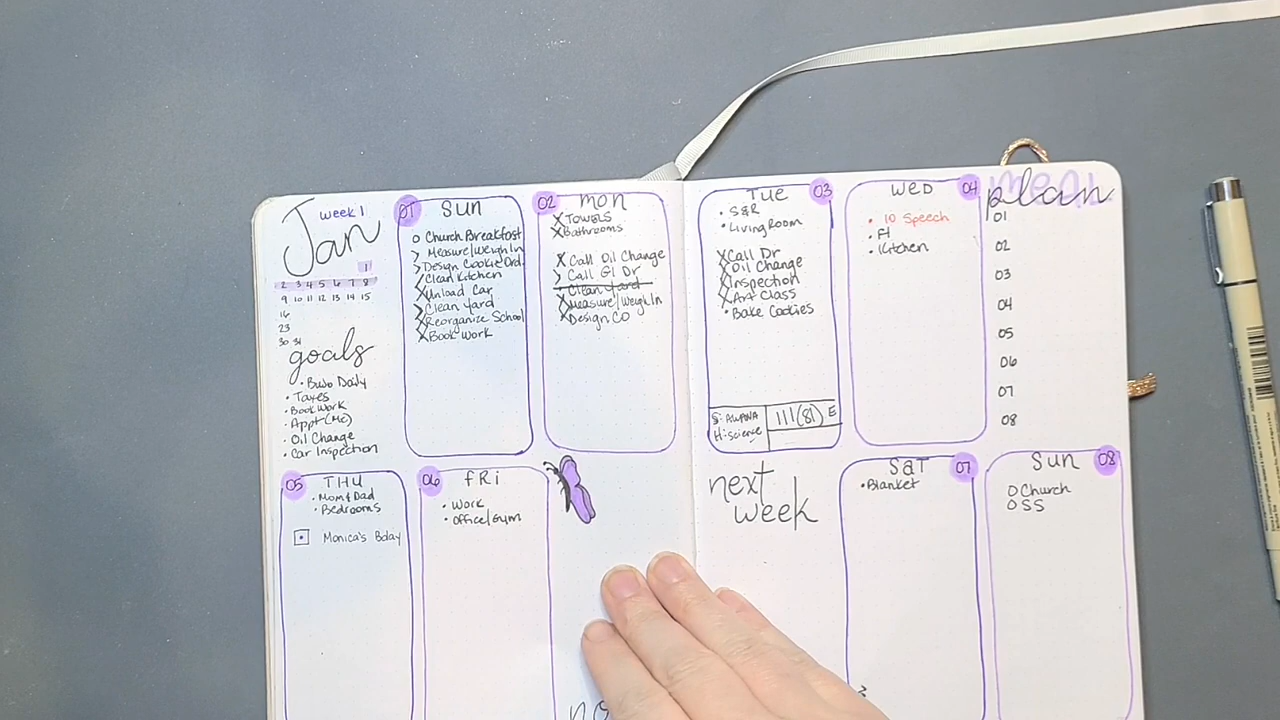 Jan
week 1
1
2 3 4 5 6 7 8
9 10 11 12 13 14 15
16
23
30 31
goals
• BuJo Daily
• Taxes
• Book Work
• Appt (Mc)
• Oil Change
• Car Inspection
01 Sun
O Church Breakfast
> Measure/Weigh In
> Design Cookie Ord.
Clean Kitchen
X Unload Car
> Clean Yard
X Reorganize School
X Book Work
02 mon
X Towels
X Bathrooms
X Call Oil Change
> Call GI Dr
Clean Yard
X Measure/Weigh In
X Design CO
Tue 03
• S&R
• Living Room
X Call Dr
X Oil Change
X Inspection
X Art Class
• Bake Cookies
S: AWANA
H: science
111(81) E
Wed 04
• 10 Speech
• FI
• Kitchen
meal plan
01
02
03
04
05
06
07
08
05 THU
• Mom & Dad
• Bedrooms
Monica's Bday
06 fRi
• Work
• Office/Gym
next
week
Sat 07
• Blanket
Sun 08
O Church
O SS
no